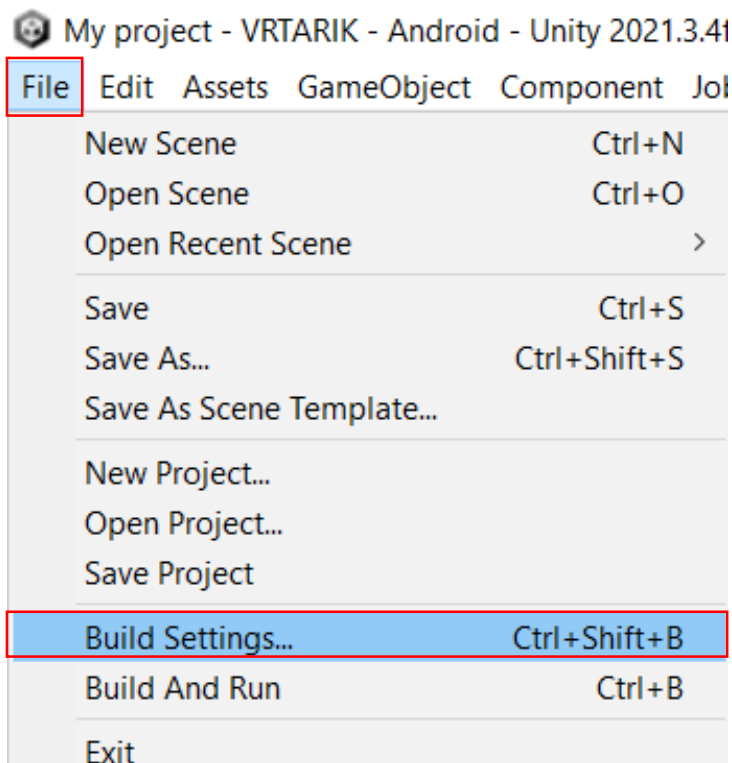 My project - VRTARIK - Android - Unity 2021.3.4f
File Edit Assets GameObject Component Jo
New Scene Ctrl+N
Open Scene Ctrl+O
Open Recent Scene >
Save Ctrl+S
Save As... Ctrl+Shift+S
Save As Scene Template...
New Project...
Open Project...
Save Project
Build Settings... Ctrl+Shift+B
Build And Run Ctrl+B
Exit